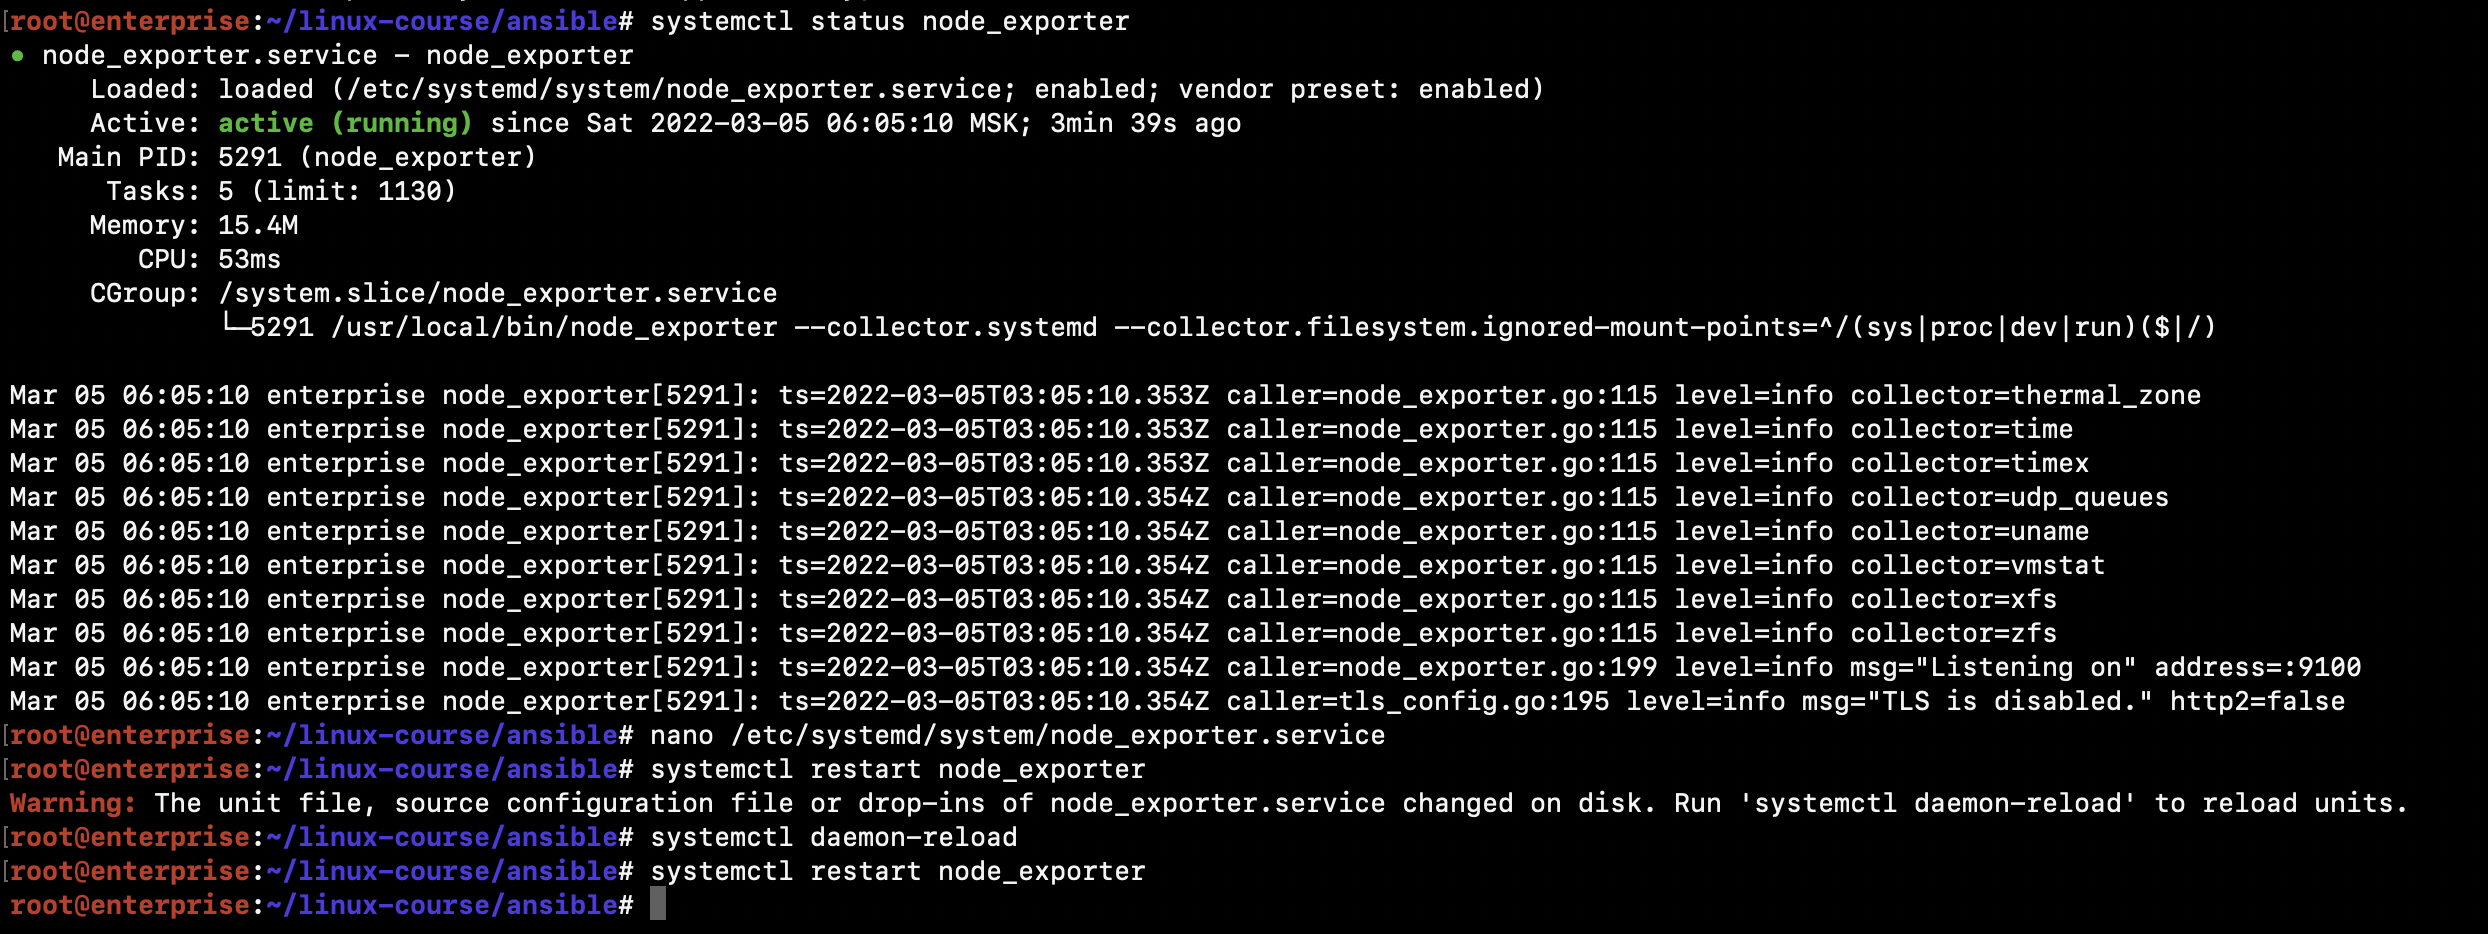 [root@enterprise:~/linux-course/ansible# systemctl status node_exporter
● node_exporter.service - node_exporter
     Loaded: loaded (/etc/systemd/system/node_exporter.service; enabled; vendor preset: enabled)
     Active: active (running) since Sat 2022-03-05 06:05:10 MSK; 3min 39s ago
   Main PID: 5291 (node_exporter)
      Tasks: 5 (limit: 1130)
     Memory: 15.4M
        CPU: 53ms
     CGroup: /system.slice/node_exporter.service
             └─5291 /usr/local/bin/node_exporter --collector.systemd --collector.filesystem.ignored-mount-points=^/(sys|proc|dev|run)($|/)
Mar 05 06:05:10 enterprise node_exporter[5291]: ts=2022-03-05T03:05:10.353Z caller=node_exporter.go:115 level=info collector=thermal_zone
Mar 05 06:05:10 enterprise node_exporter[5291]: ts=2022-03-05T03:05:10.353Z caller=node_exporter.go:115 level=info collector=time
Mar 05 06:05:10 enterprise node_exporter[5291]: ts=2022-03-05T03:05:10.353Z caller=node_exporter.go:115 level=info collector=timex
Mar 05 06:05:10 enterprise node_exporter[5291]: ts=2022-03-05T03:05:10.354Z caller=node_exporter.go:115 level=info collector=udp_queues
Mar 05 06:05:10 enterprise node_exporter[5291]: ts=2022-03-05T03:05:10.354Z caller=node_exporter.go:115 level=info collector=uname
Mar 05 06:05:10 enterprise node_exporter[5291]: ts=2022-03-05T03:05:10.354Z caller=node_exporter.go:115 level=info collector=vmstat
Mar 05 06:05:10 enterprise node_exporter[5291]: ts=2022-03-05T03:05:10.354Z caller=node_exporter.go:115 level=info collector=xfs
Mar 05 06:05:10 enterprise node_exporter[5291]: ts=2022-03-05T03:05:10.354Z caller=node_exporter.go:115 level=info collector=zfs
Mar 05 06:05:10 enterprise node_exporter[5291]: ts=2022-03-05T03:05:10.354Z caller=node_exporter.go:199 level=info msg="Listening on" address=:9100
Mar 05 06:05:10 enterprise node_exporter[5291]: ts=2022-03-05T03:05:10.354Z caller=tls_config.go:195 level=info msg="TLS is disabled." http2=false
[root@enterprise:~/linux-course/ansible# nano /etc/systemd/system/node_exporter.service
[root@enterprise:~/linux-course/ansible# systemctl restart node_exporter
Warning: The unit file, source configuration file or drop-ins of node_exporter.service changed on disk. Run 'systemctl daemon-reload' to reload units.
[root@enterprise:~/linux-course/ansible# systemctl daemon-reload
[root@enterprise:~/linux-course/ansible# systemctl restart node_exporter
root@enterprise:~/linux-course/ansible#